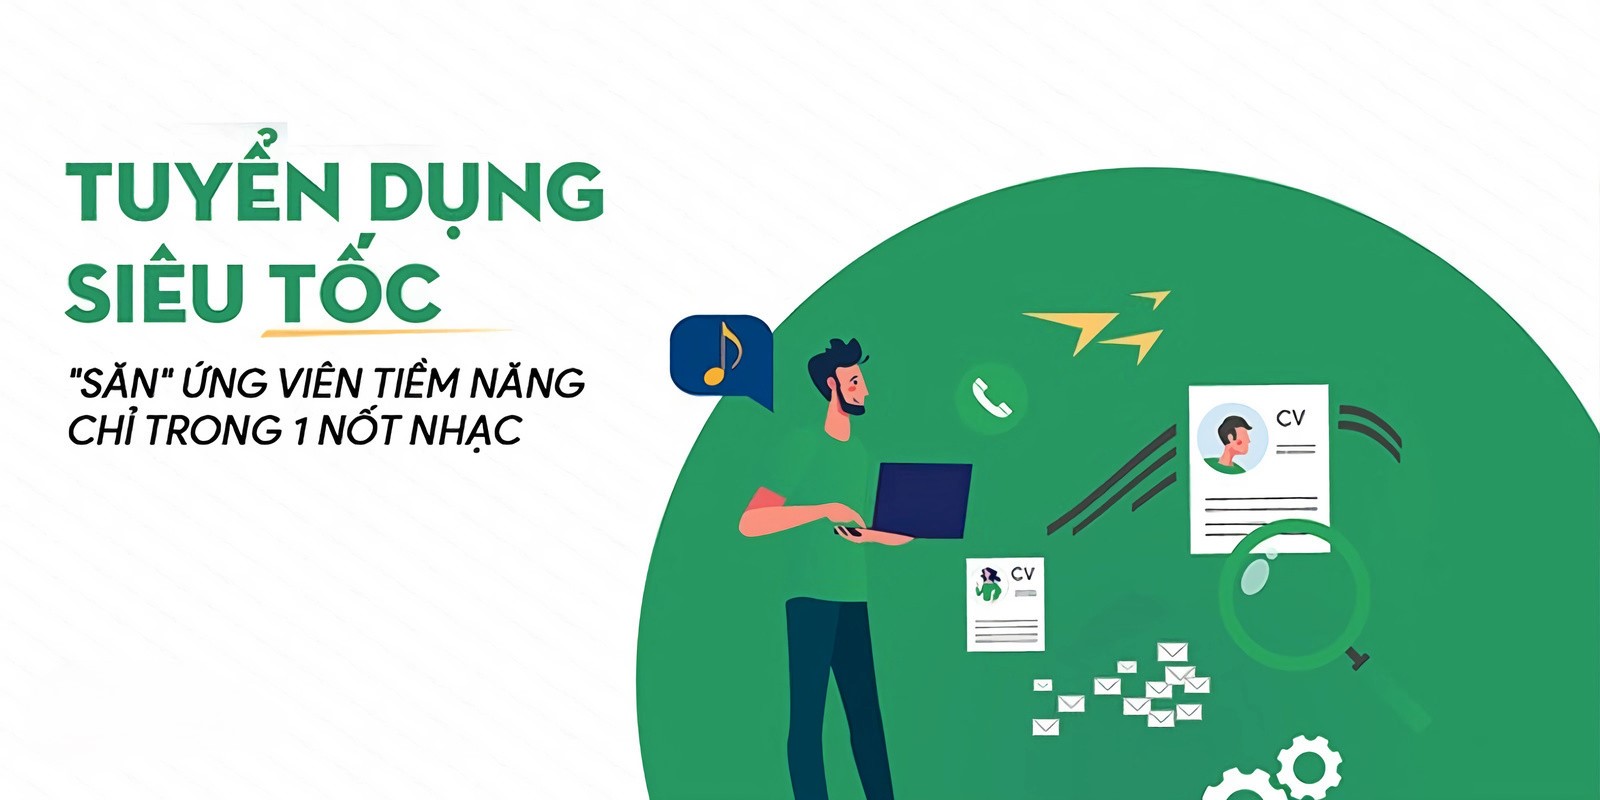 TUYỂN DỤNG
SIÊU TỐC
"SĂN" ỨNG VIÊN TIỀM NĂNG
CHỈ TRONG 1 NỐT NHẠC
CV
CV